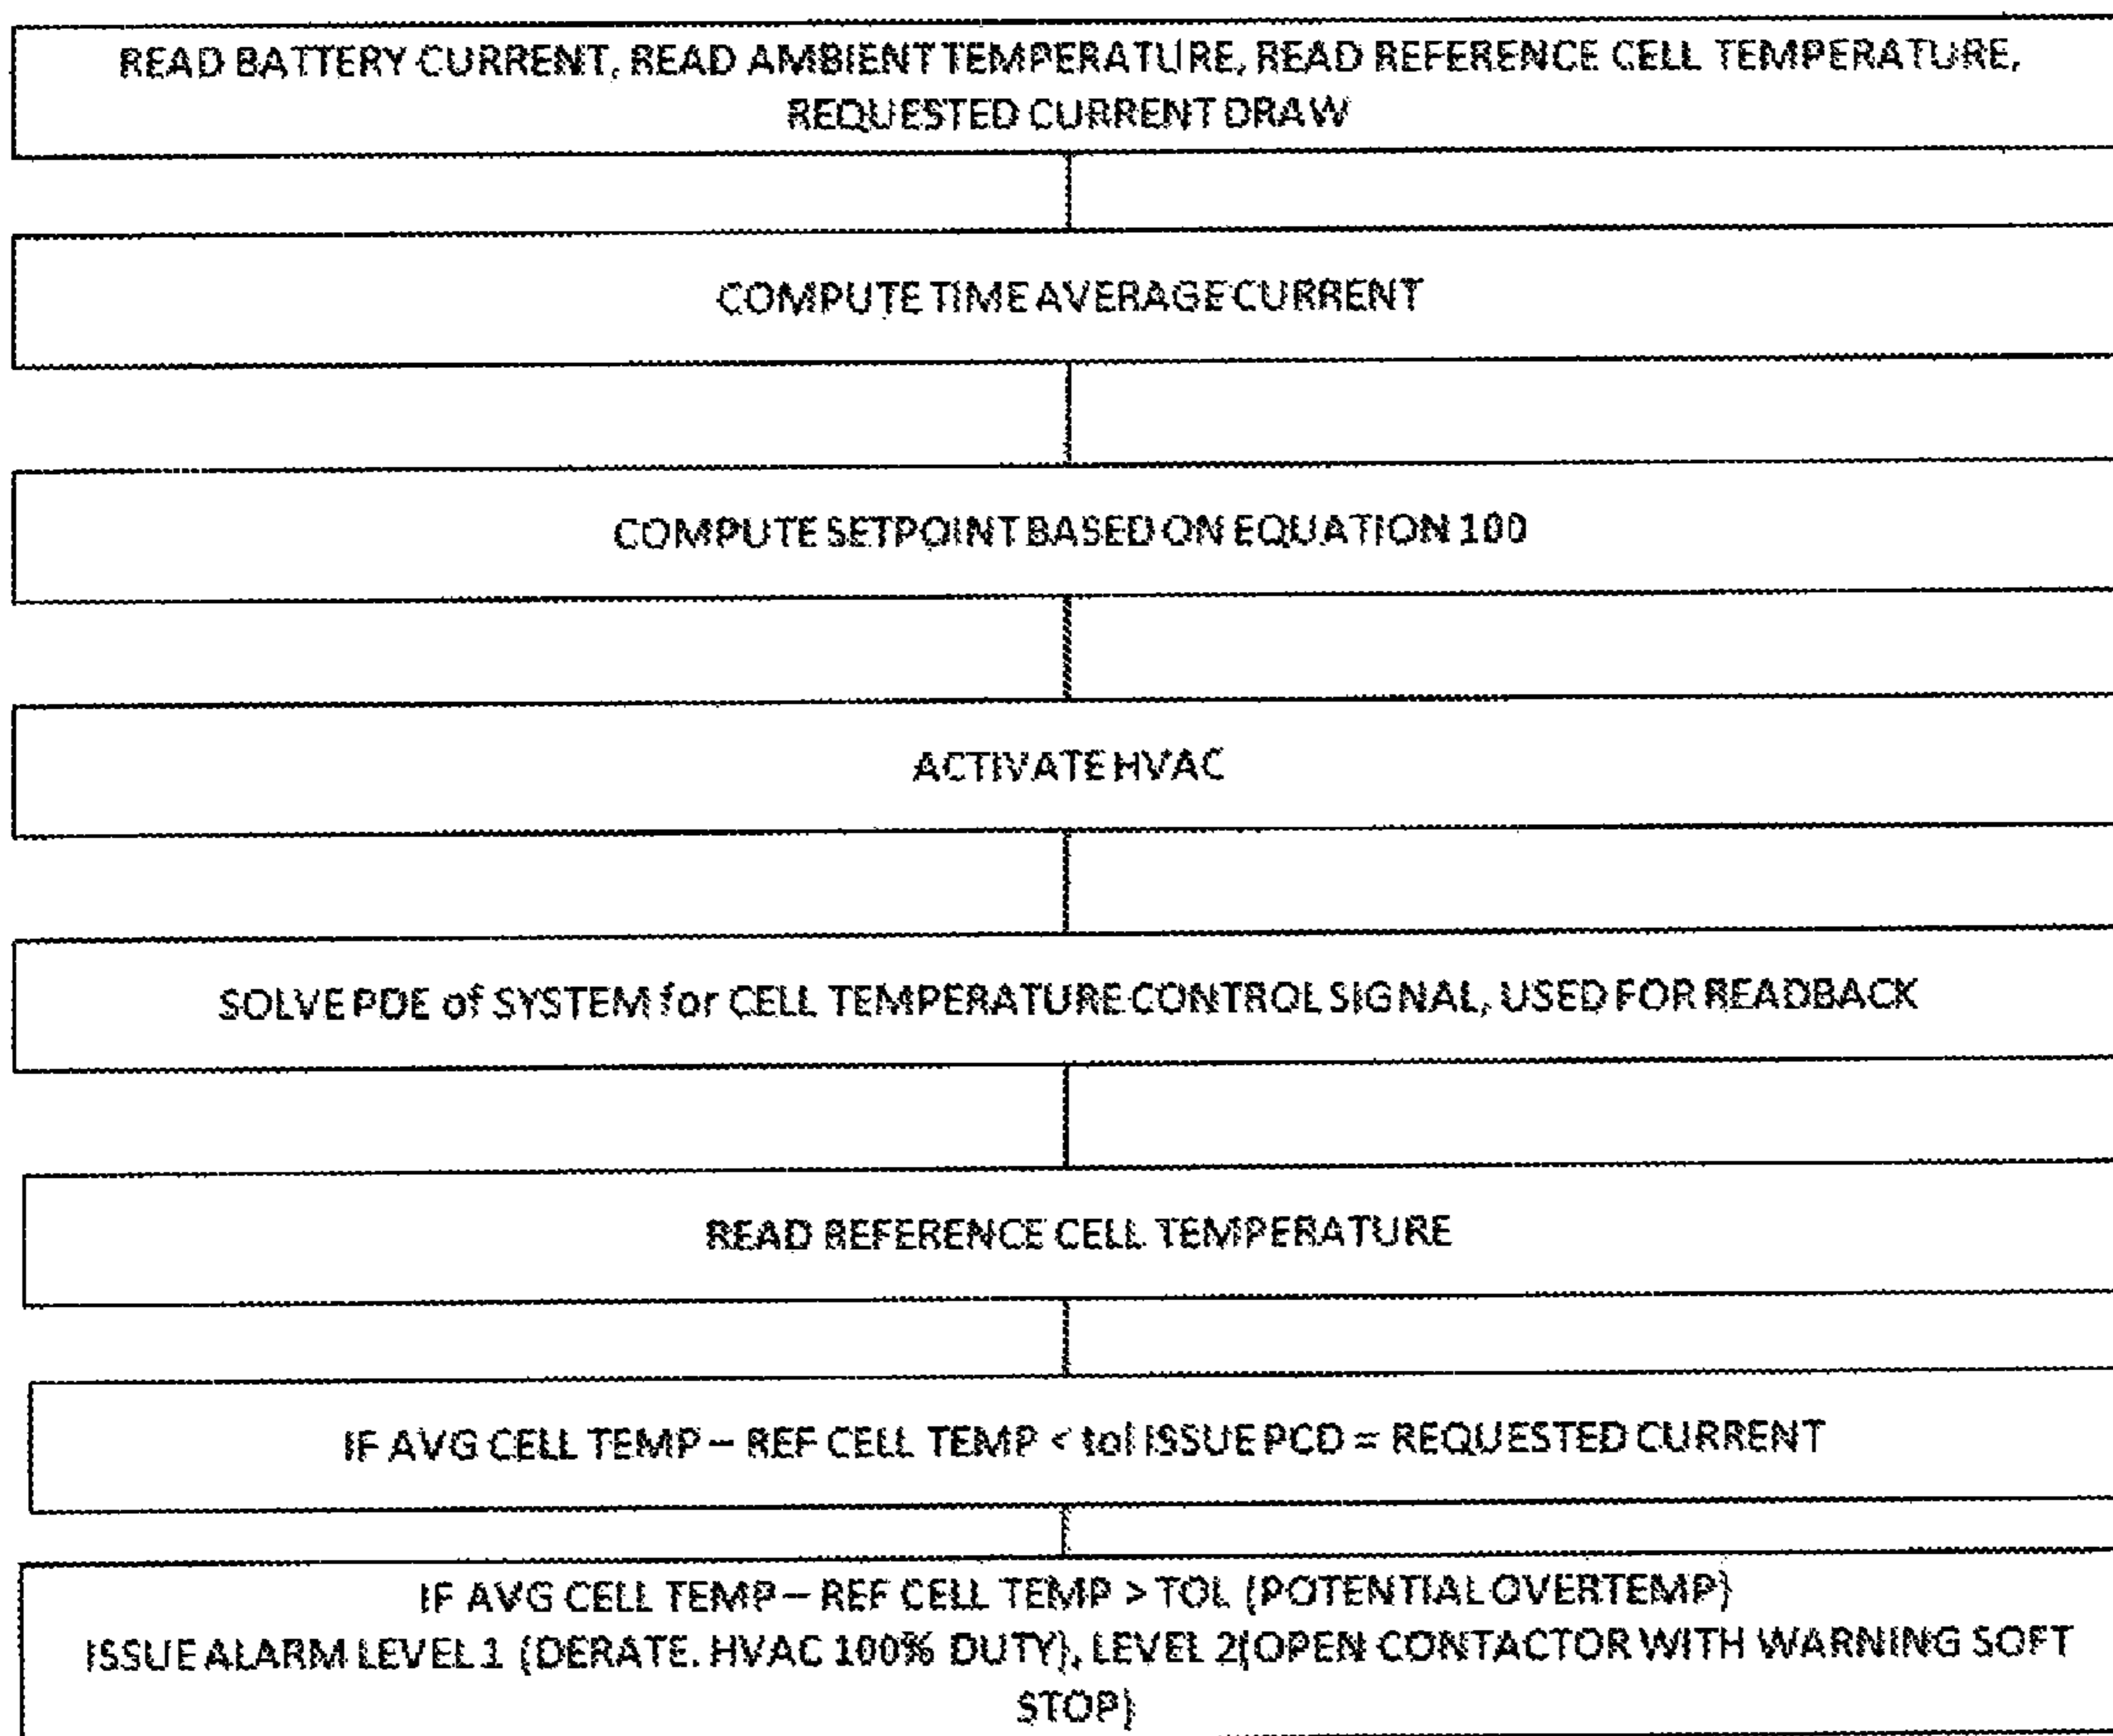 READ BATTERY CURRENT, READ AMBIENT TEMPERATURE, READ REFERENCE CELL TEMPERATURE,
REQUESTED CURRENT DRAW
COMPUTE TIME AVERAGE CURRENT
COMPUTE SETPOINT BASED ON EQUATION 100
ACTIVATE HVAC
SOLVE PDE of SYSTEM for CELL TEMPERATURE CONTROL SIGNAL, USED FOR READBACK
READ REFERENCE CELL TEMPERATURE
IF AVG CELL TEMP – REF CELL TEMP < tol ISSUE PCD = REQUESTED CURRENT
IF AVG CELL TEMP – REF CELL TEMP > TOL (POTENTIAL OVERTEMP)
ISSUE ALARM LEVEL 1 (DERATE. HVAC 100% DUTY), LEVEL 2(OPEN CONTACTOR WITH WARNING SOFT
STOP)